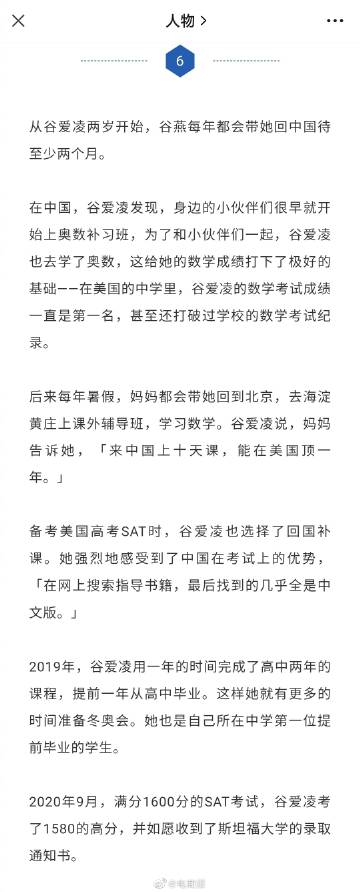 人物
6
从谷爱凌两岁开始，谷燕每年都会带她回中国待
至少两个月。
在中国，谷爱凌发现，身边的小伙伴们很早就开
始上奥数补习班，为了和小伙伴们一起，谷爱凌
也去学了奥数，这给她的数学成绩打下了极好的
基础——在美国的中学里，谷爱凌的数学考试成绩
一直是第一名，甚至还打破过学校的数学考试纪
录。
后来每年暑假，妈妈都会带她回到北京，去海淀
黄庄上课外辅导班，学习数学。谷爱凌说，妈妈
告诉她，「来中国上十天课，能在美国顶一
年。」
备考美国高考SAT时，谷爱凌也选择了回国补
课。她强烈地感受到了中国在考试上的优势，
「在网上搜索指导书籍，最后找到的几乎全是中
文版。」
2019年，谷爱凌用一年的时间完成了高中两年的
课程，提前一年从高中毕业。这样她就有更多的
时间准备冬奥会。她也是自己所在中学第一位提
前毕业的学生。
2020年9月，满分1600分的SAT考试，谷爱凌考
了1580的高分，并如愿收到了斯坦福大学的录取
通知书。